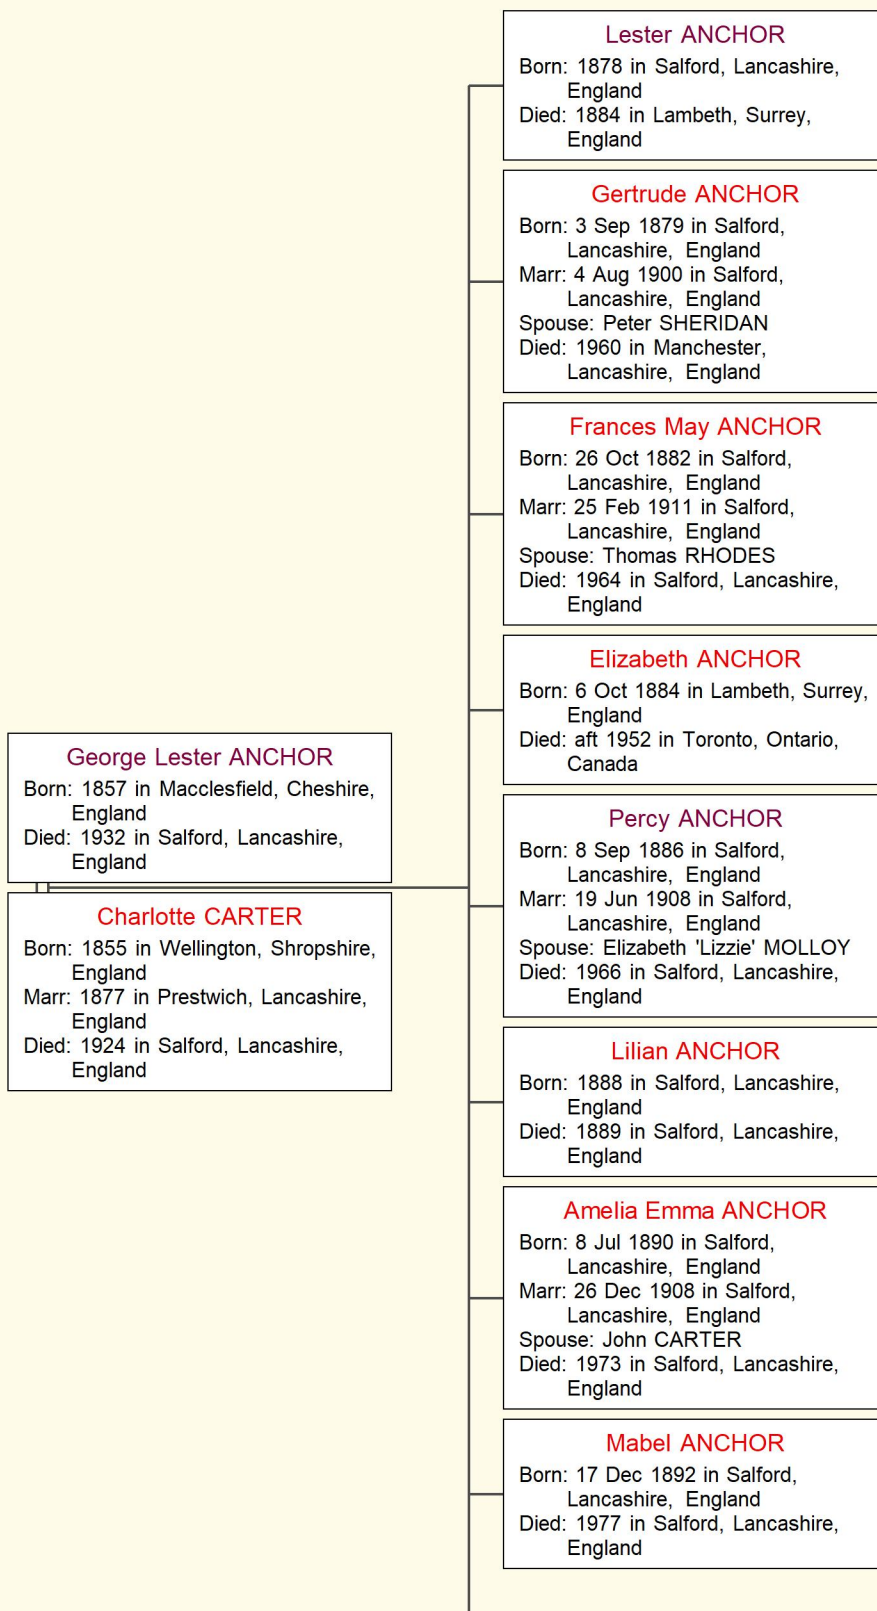 Lester ANCHOR
Born: 1878 in Salford, Lancashire,
England
Died: 1884 in Lambeth, Surrey,
England
Gertrude ANCHOR
Born: 3 Sep 1879 in Salford,
Lancashire, England
Marr: 4 Aug 1900 in Salford,
Lancashire, England
Spouse: Peter SHERIDAN
Died: 1960 in Manchester,
Lancashire, England
Frances May ANCHOR
Born: 26 Oct 1882 in Salford,
Lancashire, England
Marr: 25 Feb 1911 in Salford,
Lancashire, England
Spouse: Thomas RHODES
Died: 1964 in Salford, Lancashire,
England
Elizabeth ANCHOR
Born: 6 Oct 1884 in Lambeth, Surrey,
England
Died: aft 1952 in Toronto, Ontario,
Canada
George Lester ANCHOR
Born: 1857 in Macclesfield, Cheshire,
England
Died: 1932 in Salford, Lancashire,
England
Charlotte CARTER
Born: 1855 in Wellington, Shropshire,
England
Marr: 1877 in Prestwich, Lancashire,
England
Died: 1924 in Salford, Lancashire,
England
Percy ANCHOR
Born: 8 Sep 1886 in Salford,
Lancashire, England
Marr: 19 Jun 1908 in Salford,
Lancashire, England
Spouse: Elizabeth 'Lizzie' MOLLOY
Died: 1966 in Salford, Lancashire,
England
Lilian ANCHOR
Born: 1888 in Salford, Lancashire,
England
Died: 1889 in Salford, Lancashire,
England
Amelia Emma ANCHOR
Born: 8 Jul 1890 in Salford,
Lancashire, England
Marr: 26 Dec 1908 in Salford,
Lancashire, England
Spouse: John CARTER
Died: 1973 in Salford, Lancashire,
England
Mabel ANCHOR
Born: 17 Dec 1892 in Salford,
Lancashire, England
Died: 1977 in Salford, Lancashire,
England